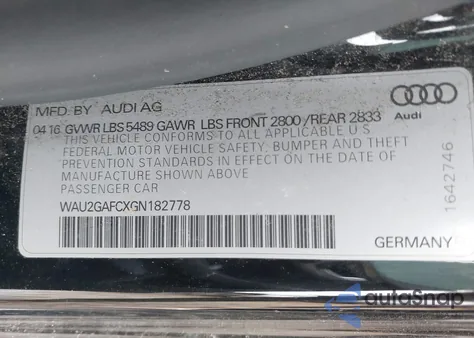 MFD. BY AUDI AG
04 16 GVWR LBS 5489 GAWR LBS FRONT 2800 /REAR 2833
Audi
THIS VEHICLE CONFORMS TO ALL APPLICABLE U S
FEDERAL MOTOR VEHICLE SAFETY, BUMPER AND THEFT
PREVENTION STANDARDS IN EFFECT ON THE DATE OF
MANUFACTURE SHOWN ABOVE
PASSENGER CAR
WAU2GAFCXGN182778
1642746
GERMANY
autoSnap